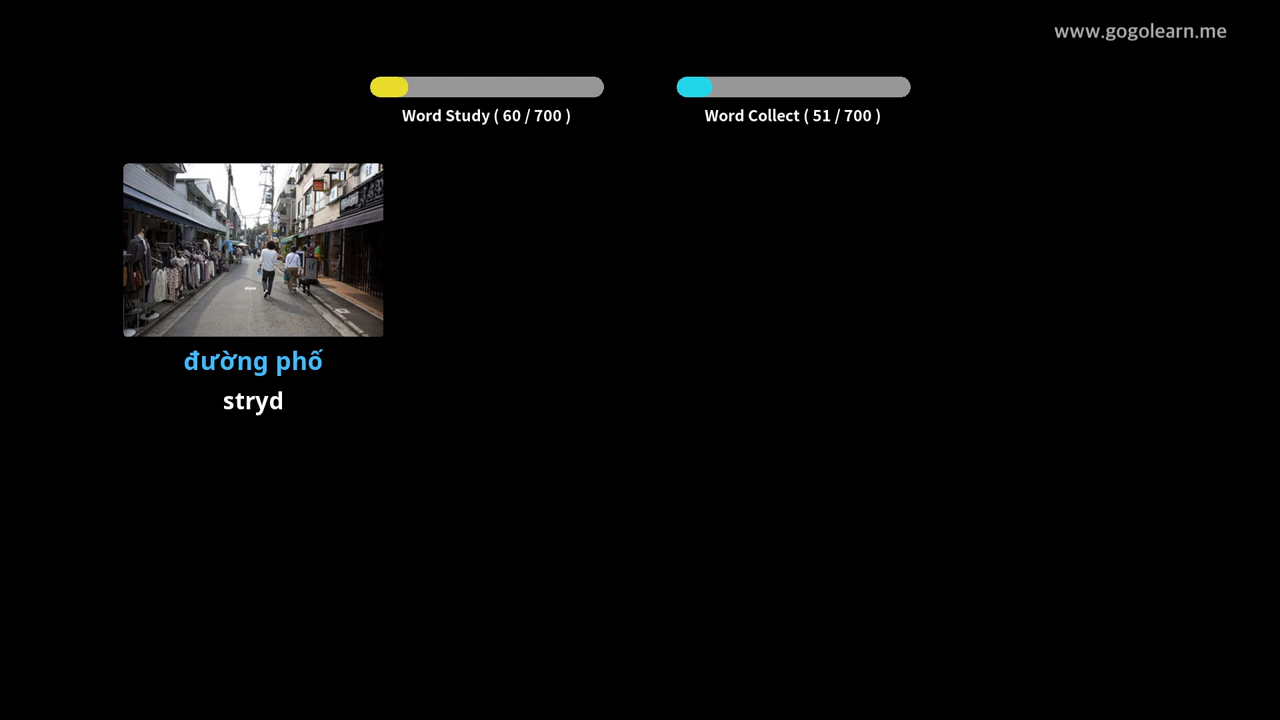 www.gogolearn.me
Word Study ( 60 / 700 )
Word Collect ( 51 / 700 )
đường phố
stryd